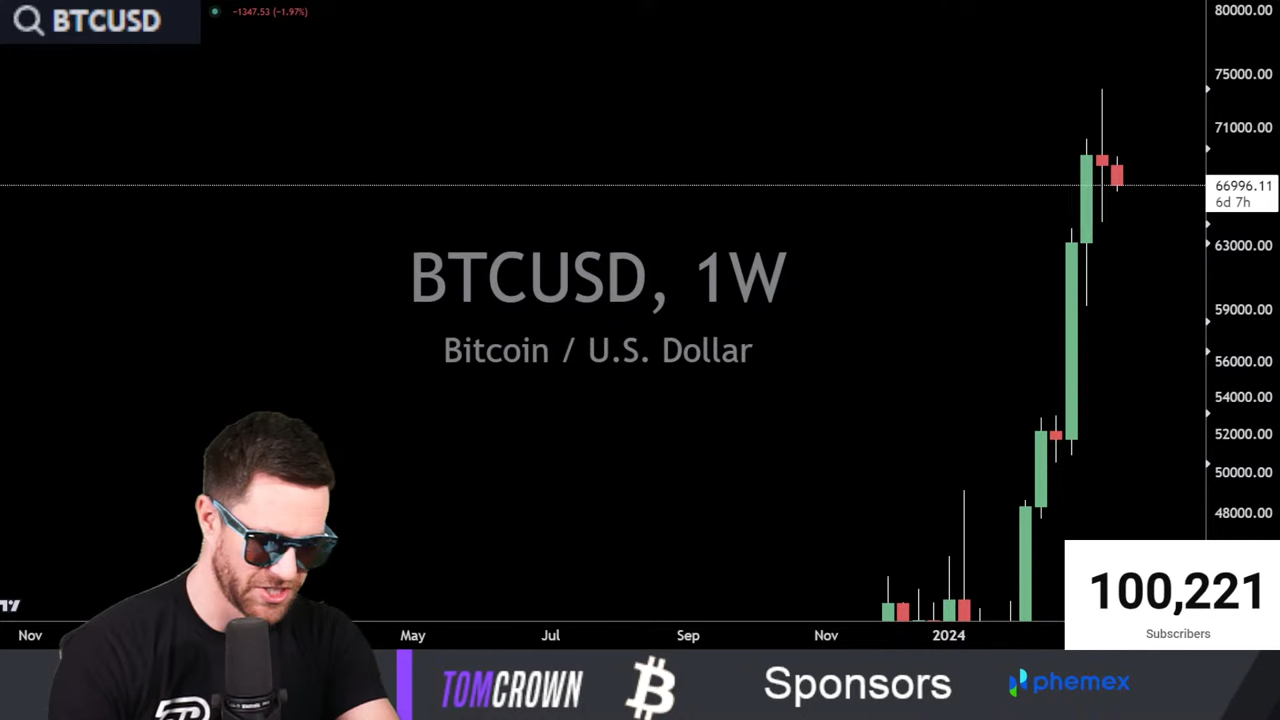 BTCUSD
−1347.53 (−1.97%)
80000.00
75000.00
71000.00
66996.11
6d 7h
63000.00
59000.00
56000.00
54000.00
52000.00
50000.00
48000.00
BTCUSD, 1W
Bitcoin / U.S. Dollar
Nov
May
Jul
Sep
Nov
2024
100,221
Subscribers
TOMCROWN
Sponsors
phemex